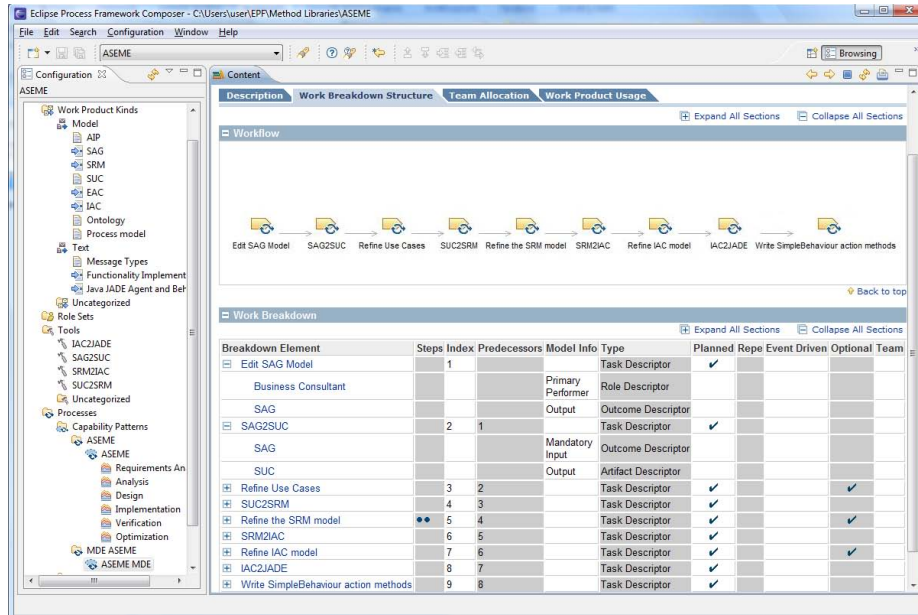 Eclipse Process Framework Composer - C:\Users\user\EPF\Method Libraries\ASEME
File Edit Search Configuration Window Help
ASEME
Browsing
Configuration
ASEME
Work Product Kinds
Model
AIP
SAG
SRM
SUC
EAC
IAC
Ontology
Process model
Text
Message Types
Functionality Implement
Java JADE Agent and Beh
Uncategorized
Role Sets
Tools
IAC2JADE
SAG2SUC
SRM2IAC
SUC2SRM
Uncategorized
Processes
Capability Patterns
ASEME
ASEME
Requirements An
Analysis
Design
Implementation
Verification
Optimization
MDE ASEME
ASEME MDE
Content
Description Work Breakdown Structure Team Allocation Work Product Usage
Expand All Sections Collapse All Sections
Workflow
Edit SAG Model SAG2SUC Refine Use Cases SUC2SRM Refine the SRM model SRM2IAC Refine IAC model IAC2JADE Write SimpleBehaviour action methods
Back to top
Work Breakdown
Expand All Sections Collapse All Sections
Breakdown Element Steps Index Predecessors Model Info Type Planned Repe Event Driven Optional Team
Edit SAG Model 1 Task Descriptor
Business Consultant Primary Performer Role Descriptor
SAG Output Outcome Descriptor
SAG2SUC 2 1 Task Descriptor
SAG Mandatory Input Outcome Descriptor
SUC Output Artifact Descriptor
Refine Use Cases 3 2 Task Descriptor
SUC2SRM 4 3 Task Descriptor
Refine the SRM model 5 4 Task Descriptor
SRM2IAC 6 5 Task Descriptor
Refine IAC model 7 6 Task Descriptor
IAC2JADE 8 7 Task Descriptor
Write SimpleBehaviour action methods 9 8 Task Descriptor